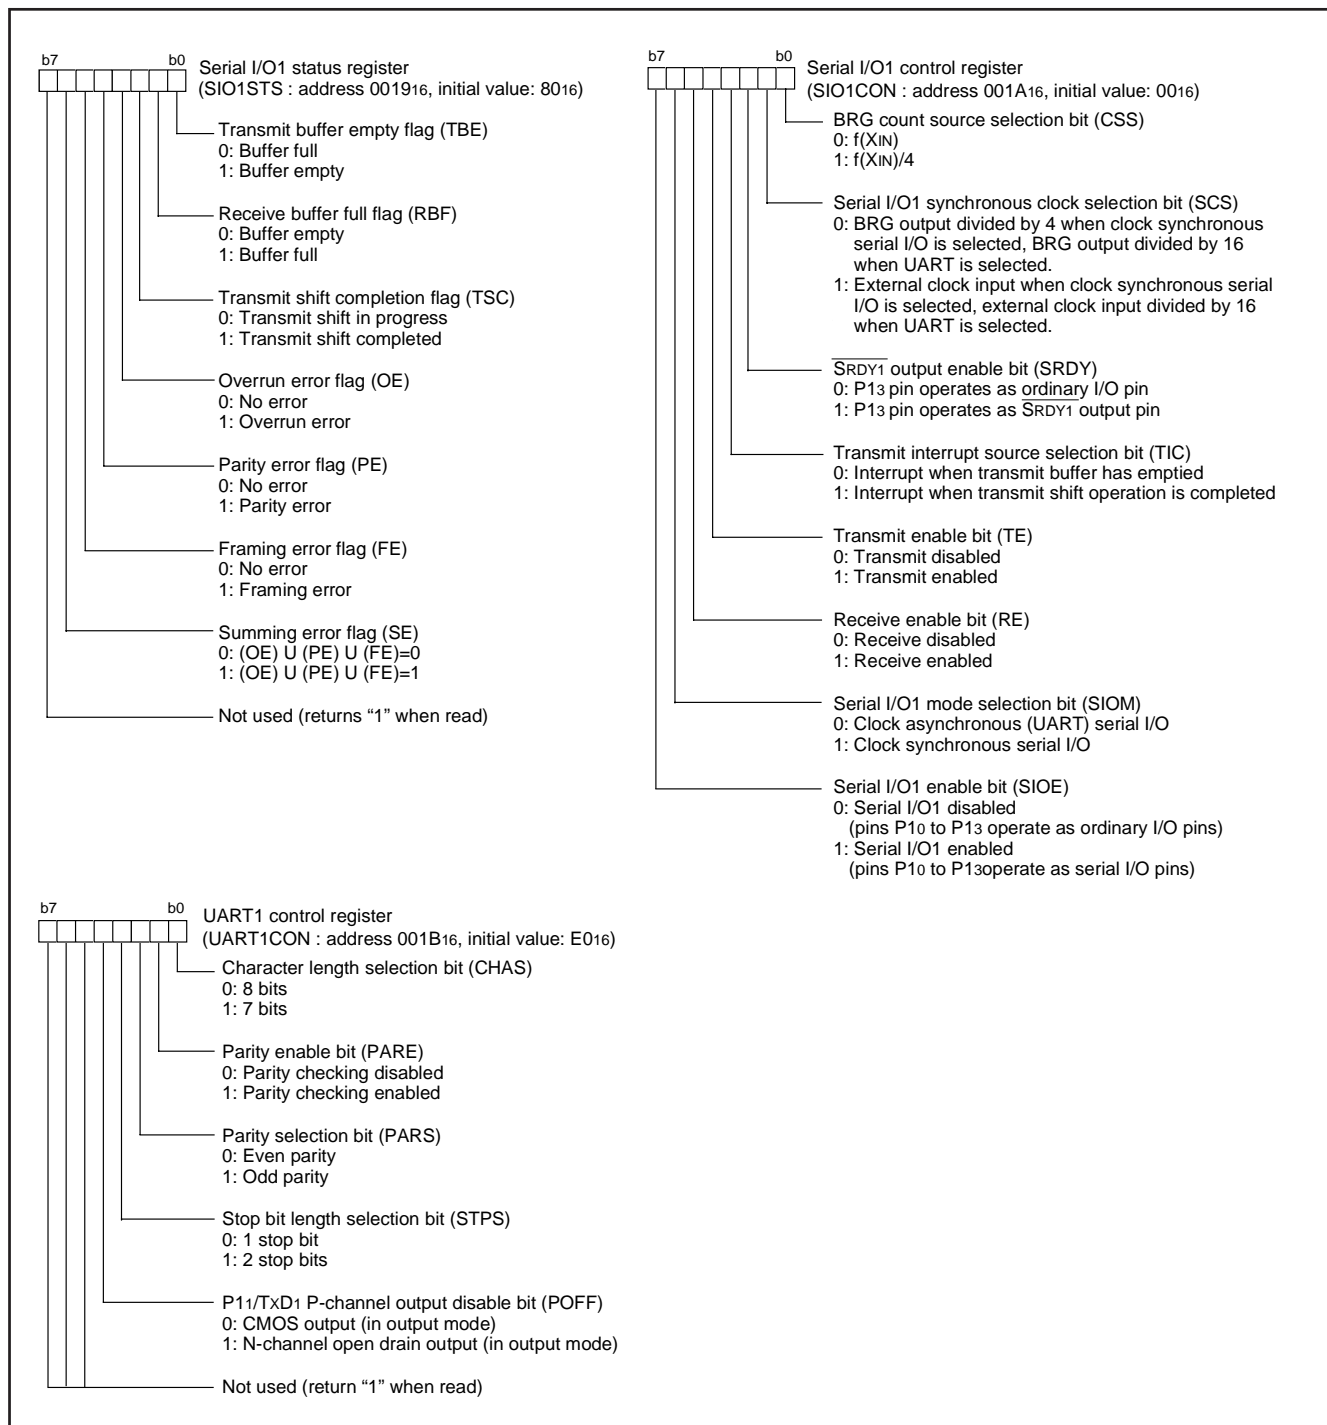 b7 b0
Serial I/O1 status register
(SIO1STS : address 001916, initial value: 8016)
Transmit buffer empty flag (TBE)
0: Buffer full
1: Buffer empty
Receive buffer full flag (RBF)
0: Buffer empty
1: Buffer full
Transmit shift completion flag (TSC)
0: Transmit shift in progress
1: Transmit shift completed
Overrun error flag (OE)
0: No error
1: Overrun error
Parity error flag (PE)
0: No error
1: Parity error
Framing error flag (FE)
0: No error
1: Framing error
Summing error flag (SE)
0: (OE) U (PE) U (FE)=0
1: (OE) U (PE) U (FE)=1
Not used (returns “1” when read)
b7 b0
Serial I/O1 control register
(SIO1CON : address 001A16, initial value: 0016)
BRG count source selection bit (CSS)
0: f(XIN)
1: f(XIN)/4
Serial I/O1 synchronous clock selection bit (SCS)
0: BRG output divided by 4 when clock synchronous
serial I/O is selected, BRG output divided by 16
when UART is selected.
1: External clock input when clock synchronous serial
I/O is selected, external clock input divided by 16
when UART is selected.
SRDY1 output enable bit (SRDY)
0: P13 pin operates as ordinary I/O pin
1: P13 pin operates as SRDY1 output pin
Transmit interrupt source selection bit (TIC)
0: Interrupt when transmit buffer has emptied
1: Interrupt when transmit shift operation is completed
Transmit enable bit (TE)
0: Transmit disabled
1: Transmit enabled
Receive enable bit (RE)
0: Receive disabled
1: Receive enabled
Serial I/O1 mode selection bit (SIOM)
0: Clock asynchronous (UART) serial I/O
1: Clock synchronous serial I/O
Serial I/O1 enable bit (SIOE)
0: Serial I/O1 disabled
(pins P10 to P13 operate as ordinary I/O pins)
1: Serial I/O1 enabled
(pins P10 to P13operate as serial I/O pins)
b7 b0
UART1 control register
(UART1CON : address 001B16, initial value: E016)
Character length selection bit (CHAS)
0: 8 bits
1: 7 bits
Parity enable bit (PARE)
0: Parity checking disabled
1: Parity checking enabled
Parity selection bit (PARS)
0: Even parity
1: Odd parity
Stop bit length selection bit (STPS)
0: 1 stop bit
1: 2 stop bits
P11/TXD1 P-channel output disable bit (POFF)
0: CMOS output (in output mode)
1: N-channel open drain output (in output mode)
Not used (return “1” when read)